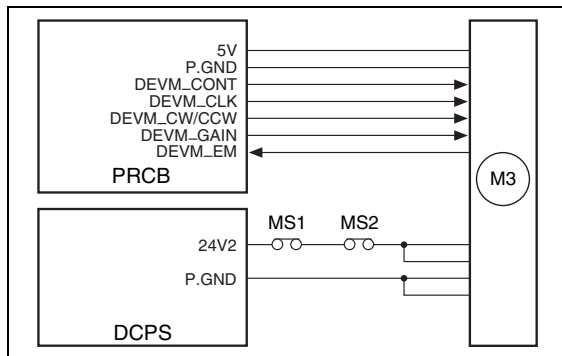 5V
P.GND
DEVM_CONT
DEVM_CLK
DEVM_CW/CCW
DEVM_GAIN
DEVM_EM
PRCB
M3
MS1 MS2
24V2
P.GND
DCPS